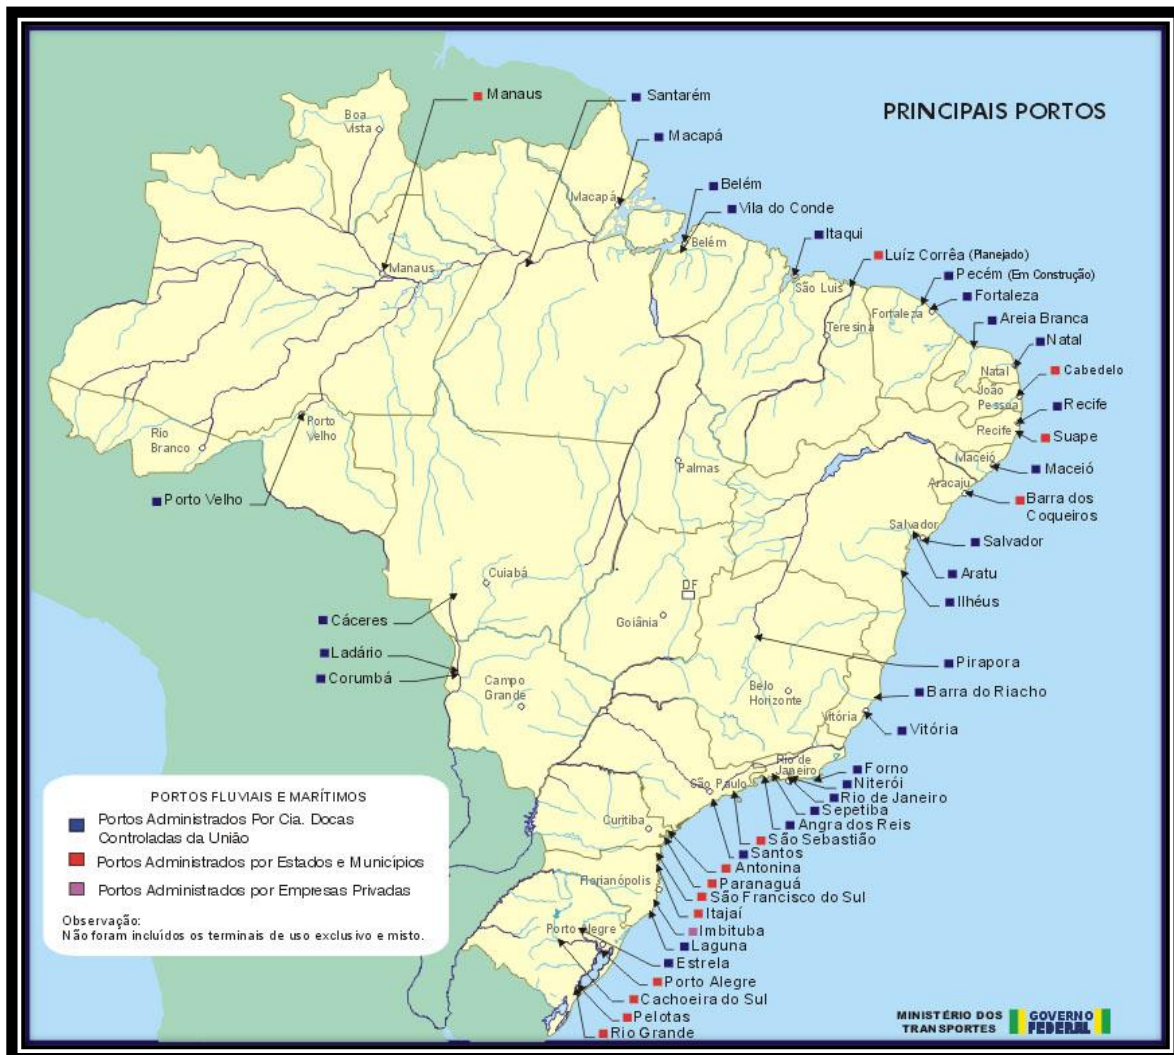 PRINCIPAIS PORTOS
Manaus
Santarém
Macapá
Belém
Vila do Conde
Itaqui
Luíz Corrêa (Planejado)
Pecém (Em Construção)
Fortaleza
Areia Branca
Natal
Cabedelo
Recife
Suape
Maceió
Barra dos
Coqueiros
Salvador
Aratu
Ilhéus
Pirapora
Barra do Riacho
Vitória
Forno
Niterói
Rio de Janeiro
Sepetiba
Angra dos Reis
São Sebastião
Santos
Antonina
Paranaguá
São Francisco do Sul
Itajaí
Imbituba
Laguna
Estrela
Porto Alegre
Cachoeira do Sul
Pelotas
Rio Grande
Porto Velho
Cáceres
Ladário
Corumbá
Boa
Vista
Macapá
Manaus
Belém
São Luis
Teresina
Fortaleza
Natal
João
Pessoa
Recife
Maceió
Aracaju
Salvador
Rio
Branco
Porto
Velho
Palmas
Cuiabá
DF
Goiânia
Campo
Grande
Belo
Horizonte
Vitória
Rio de
Janeiro
São Paulo
Curitiba
Florianópolis
Porto Alegre
PORTOS FLUVIAIS E MARÍTIMOS
Portos Administrados Por Cia. Docas
Controladas da União
Portos Administrados por Estados e Municípios
Portos Administrados por Empresas Privadas
Observação:
Não foram incluídos os terminais de uso exclusivo e misto.
MINISTÉRIO DOS
TRANSPORTES
GOVERNO
FEDERAL